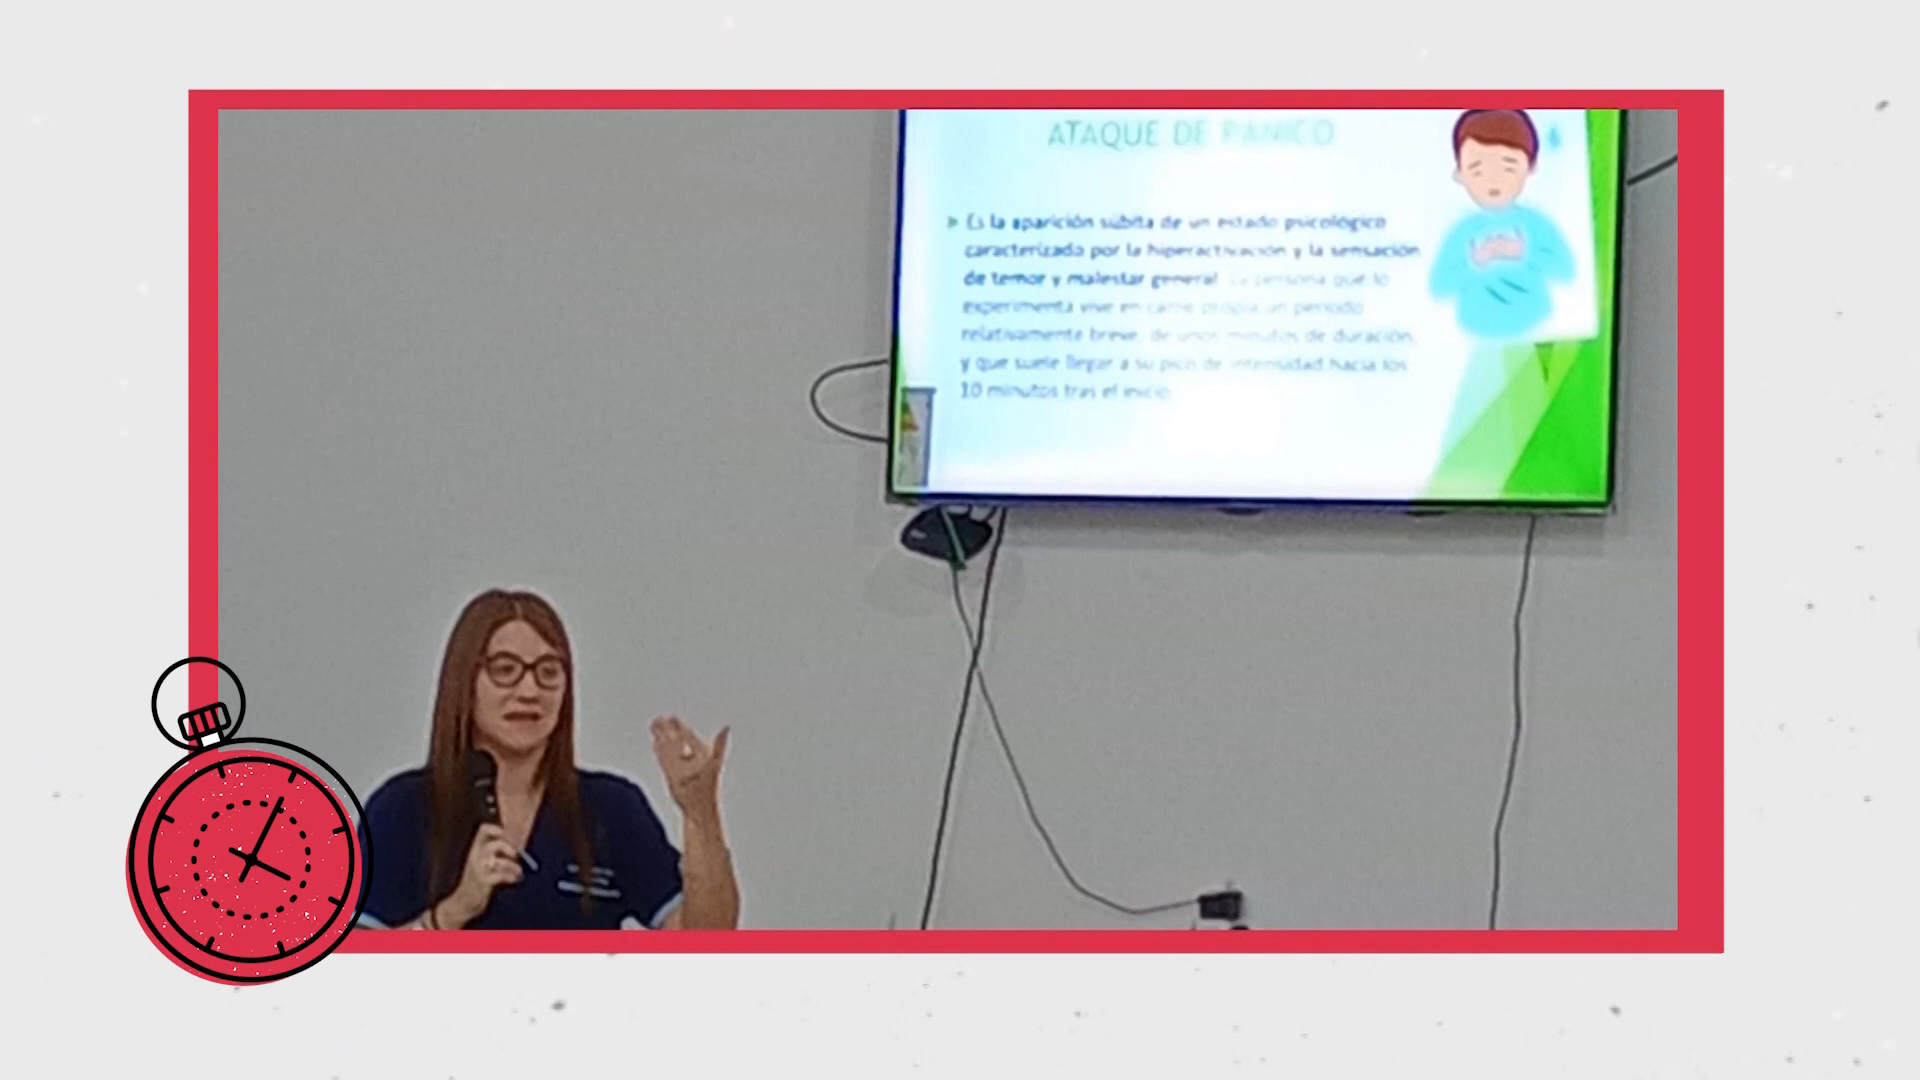 ATAQUE DE PANICO
Es la aparición súbita de un estado psicológico
caracterizado por la hiperactivación y la sensación
de temor y malestar general. La persona que lo
experimenta vive en carne propia un periodo
relativamente breve, de unos minutos de duración,
y que suele llegar a su pico de intensidad hacia los
10 minutos tras el inicio